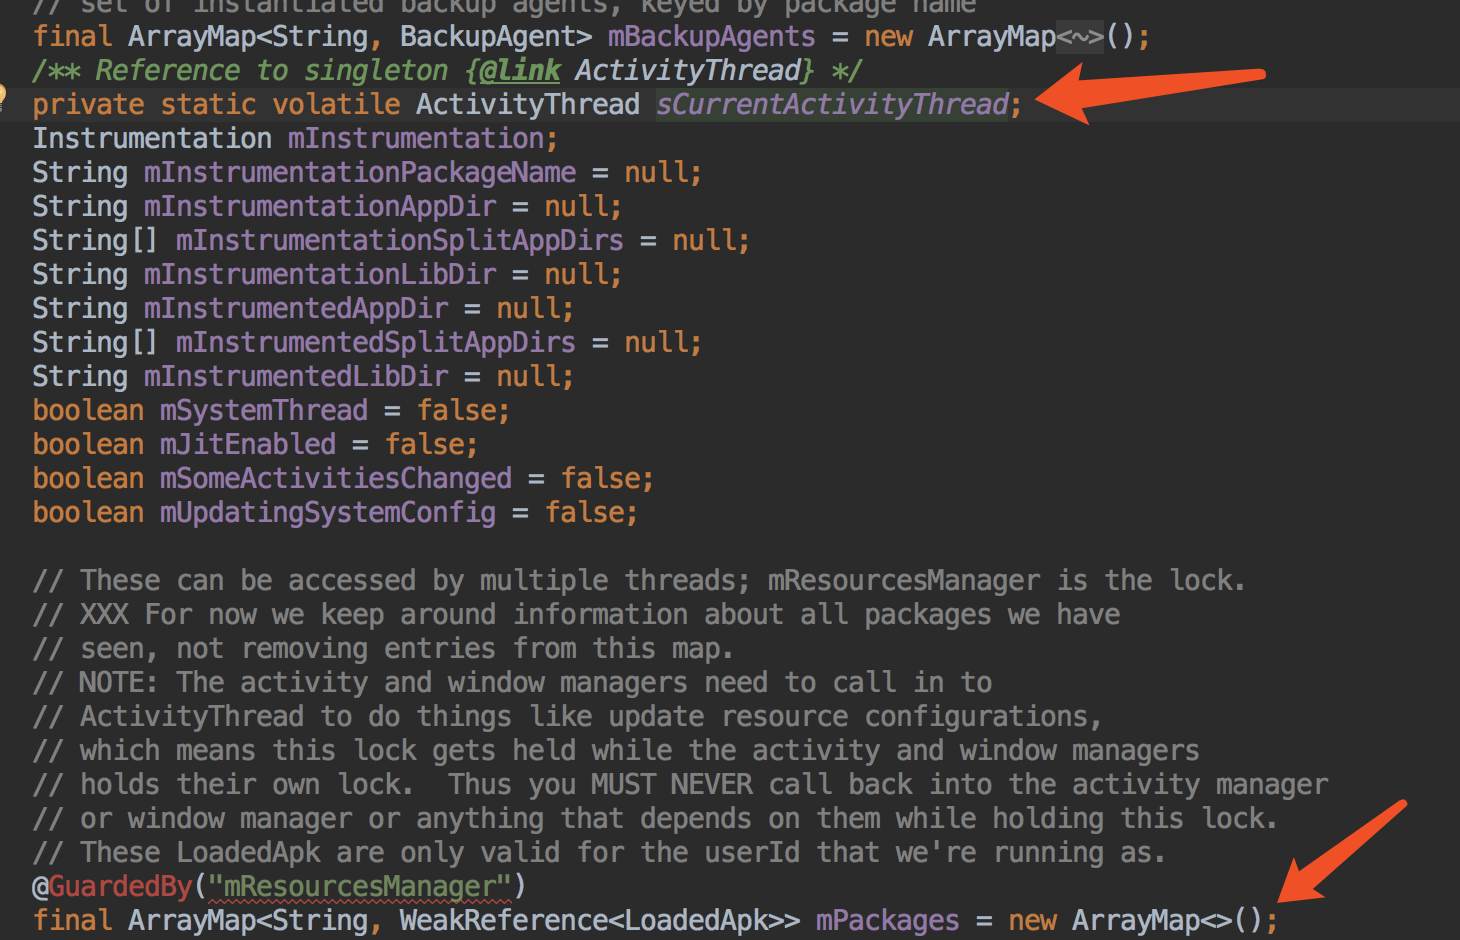 // set of instantiated backup agents, keyed by package name
final ArrayMap<String, BackupAgent> mBackupAgents = new ArrayMap<~>();
/** Reference to singleton {@link ActivityThread} */
private static volatile ActivityThread sCurrentActivityThread;
Instrumentation mInstrumentation;
String mInstrumentationPackageName = null;
String mInstrumentationAppDir = null;
String[] mInstrumentationSplitAppDirs = null;
String mInstrumentationLibDir = null;
String mInstrumentedAppDir = null;
String[] mInstrumentedSplitAppDirs = null;
String mInstrumentedLibDir = null;
boolean mSystemThread = false;
boolean mJitEnabled = false;
boolean mSomeActivitiesChanged = false;
boolean mUpdatingSystemConfig = false;
// These can be accessed by multiple threads; mResourcesManager is the lock.
// XXX For now we keep around information about all packages we have
// seen, not removing entries from this map.
// NOTE: The activity and window managers need to call in to
// ActivityThread to do things like update resource configurations,
// which means this lock gets held while the activity and window managers
// holds their own lock.  Thus you MUST NEVER call back into the activity manager
// or window manager or anything that depends on them while holding this lock.
// These LoadedApk are only valid for the userId that we're running as.
@GuardedBy("mResourcesManager")
final ArrayMap<String, WeakReference<LoadedApk>> mPackages = new ArrayMap<>();